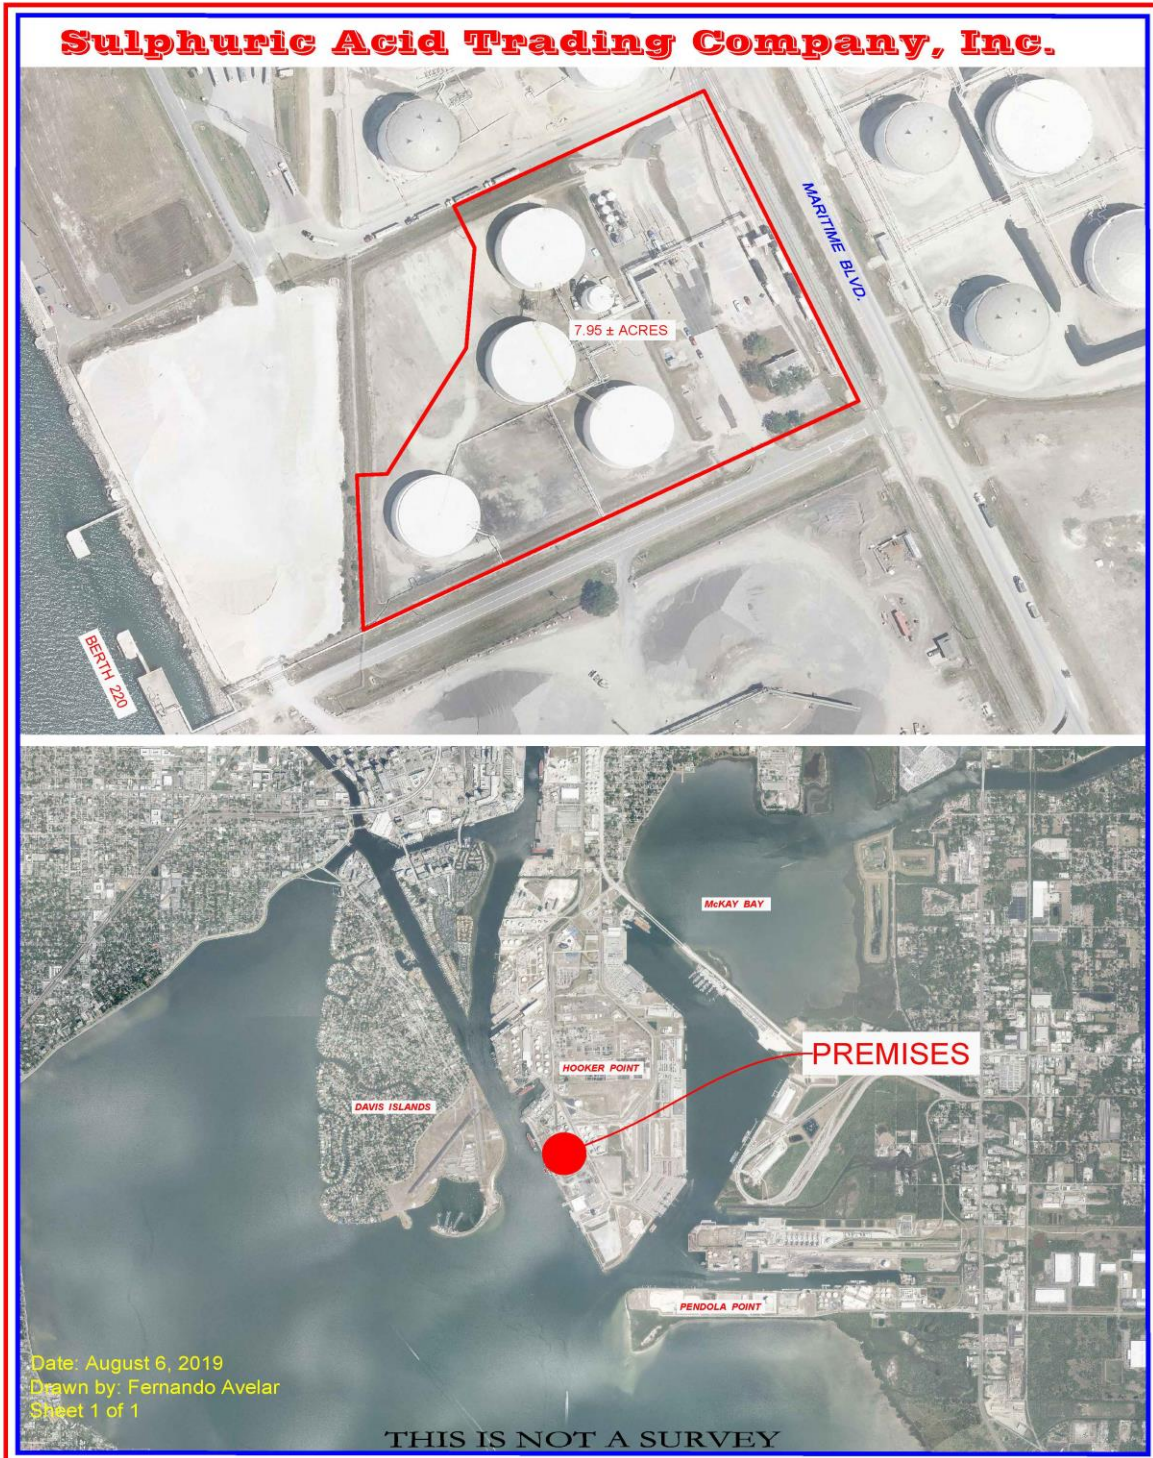 Sulphuric Acid Trading Company, Inc.
MARITIME BLVD.
7.95 ± ACRES
BERTH 220
McKAY BAY
PREMISES
HOOKER POINT
DAVIS ISLANDS
PENDOLA POINT
Date: August 6, 2019
Drawn by: Fernando Avelar
Sheet 1 of 1
THIS IS NOT A SURVEY